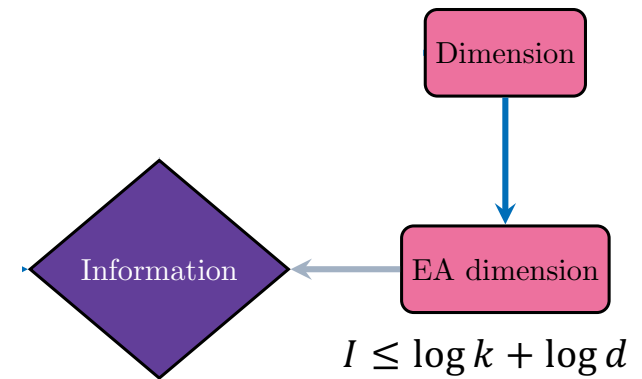 Dimension
Information
EA dimension
I ≤ log k + log d